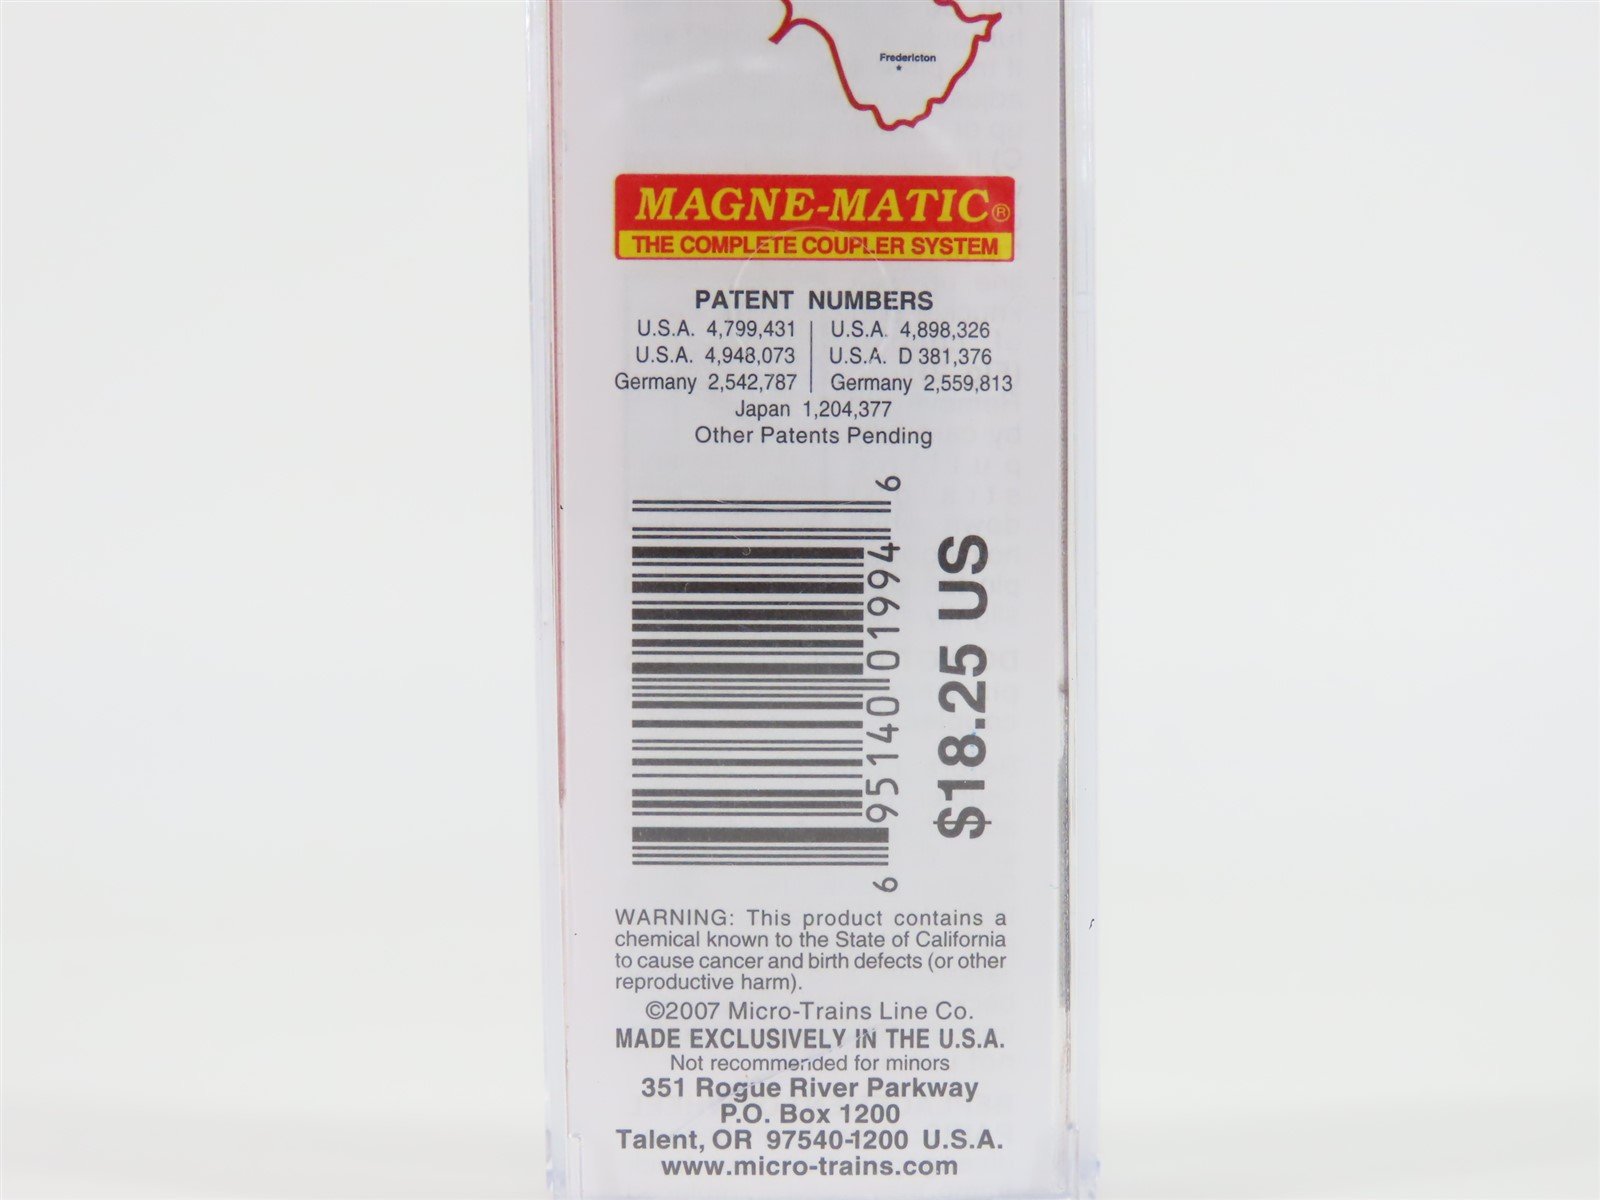 Fredericton
MAGNE-MATIC®
THE COMPLETE COUPLER SYSTEM
PATENT NUMBERS
U.S.A. 4,799,431 | U.S.A. 4,898,326
U.S.A. 4,948,073 | U.S.A. D 381,376
Germany 2,542,787 | Germany 2,559,813
Japan 1,204,377
Other Patents Pending
6 95140 01994 6
$18.25 US
WARNING: This product contains a
chemical known to the State of California
to cause cancer and birth defects (or other
reproductive harm).
©2007 Micro-Trains Line Co.
MADE EXCLUSIVELY IN THE U.S.A.
Not recommended for minors
351 Rogue River Parkway
P.O. Box 1200
Talent, OR 97540-1200 U.S.A.
www.micro-trains.com